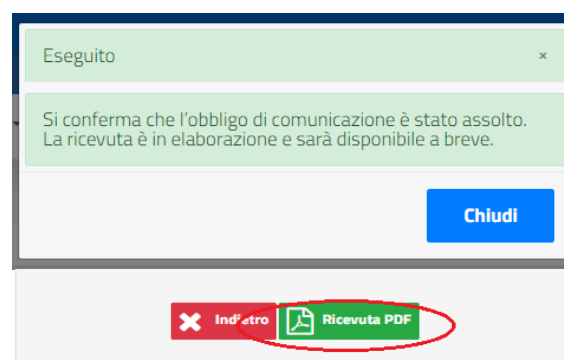 Eseguito ×
Si conferma che l'obbligo di comunicazione è stato assolto.
La ricevuta è in elaborazione e sarà disponibile a breve.
Chiudi
Indietro Ricevuta PDF